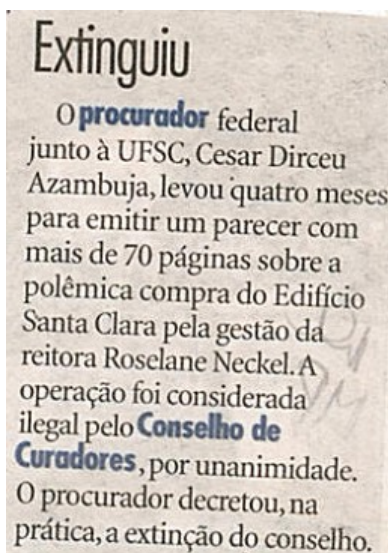 Extinguiu
O procurador federal
junto à UFSC, Cesar Dirceu
Azambuja, levou quatro meses
para emitir um parecer com
mais de 70 páginas sobre a
polêmica compra do Edifício
Santa Clara pela gestão da
reitora Roselane Neckel. A
operação foi considerada
ilegal pelo Conselho de
Curadores, por unanimidade.
O procurador decretou, na
prática, a extinção do conselho.